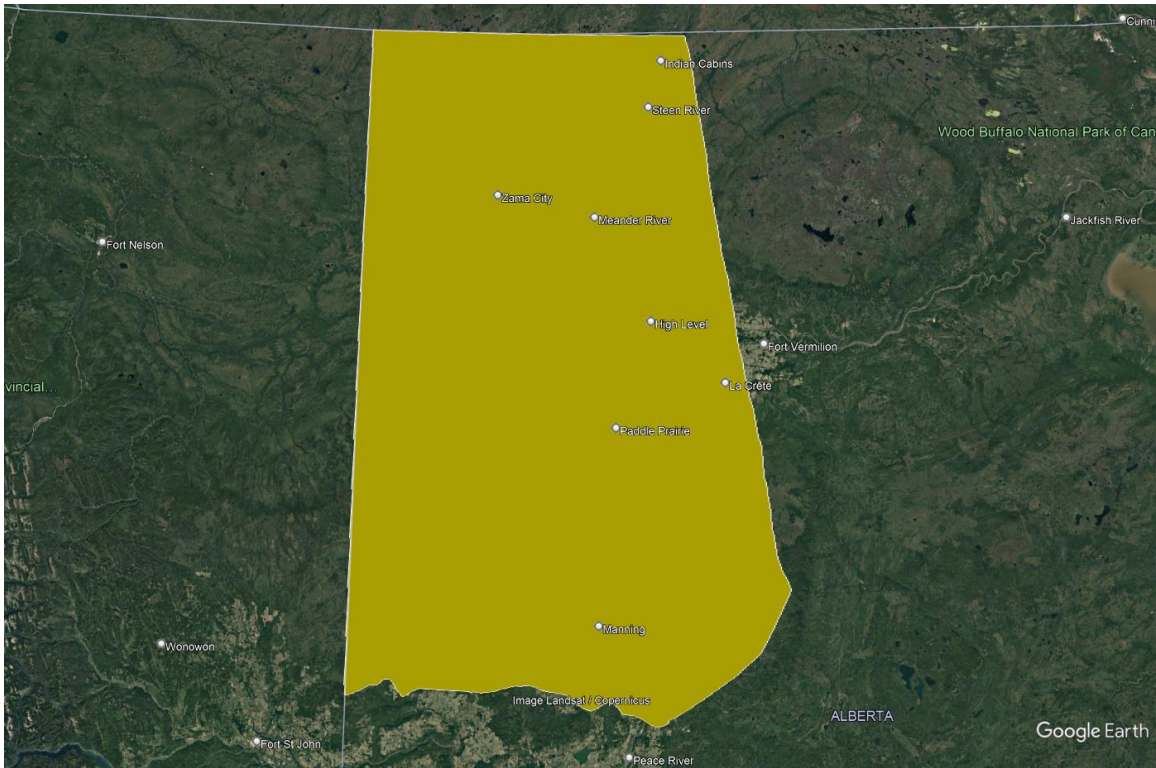 Cunni
Indian Cabins
Steen River
Wood Buffalo National Park of Can
Zama City
Meander River
Jackfish River
Fort Nelson
High Level
Fort Vermilion
La Crête
vincial...
Paddle Prairie
Manning
Wonowon
Image Landsat / Copernicus
ALBERTA
Google Earth
Fort St John
Peace River